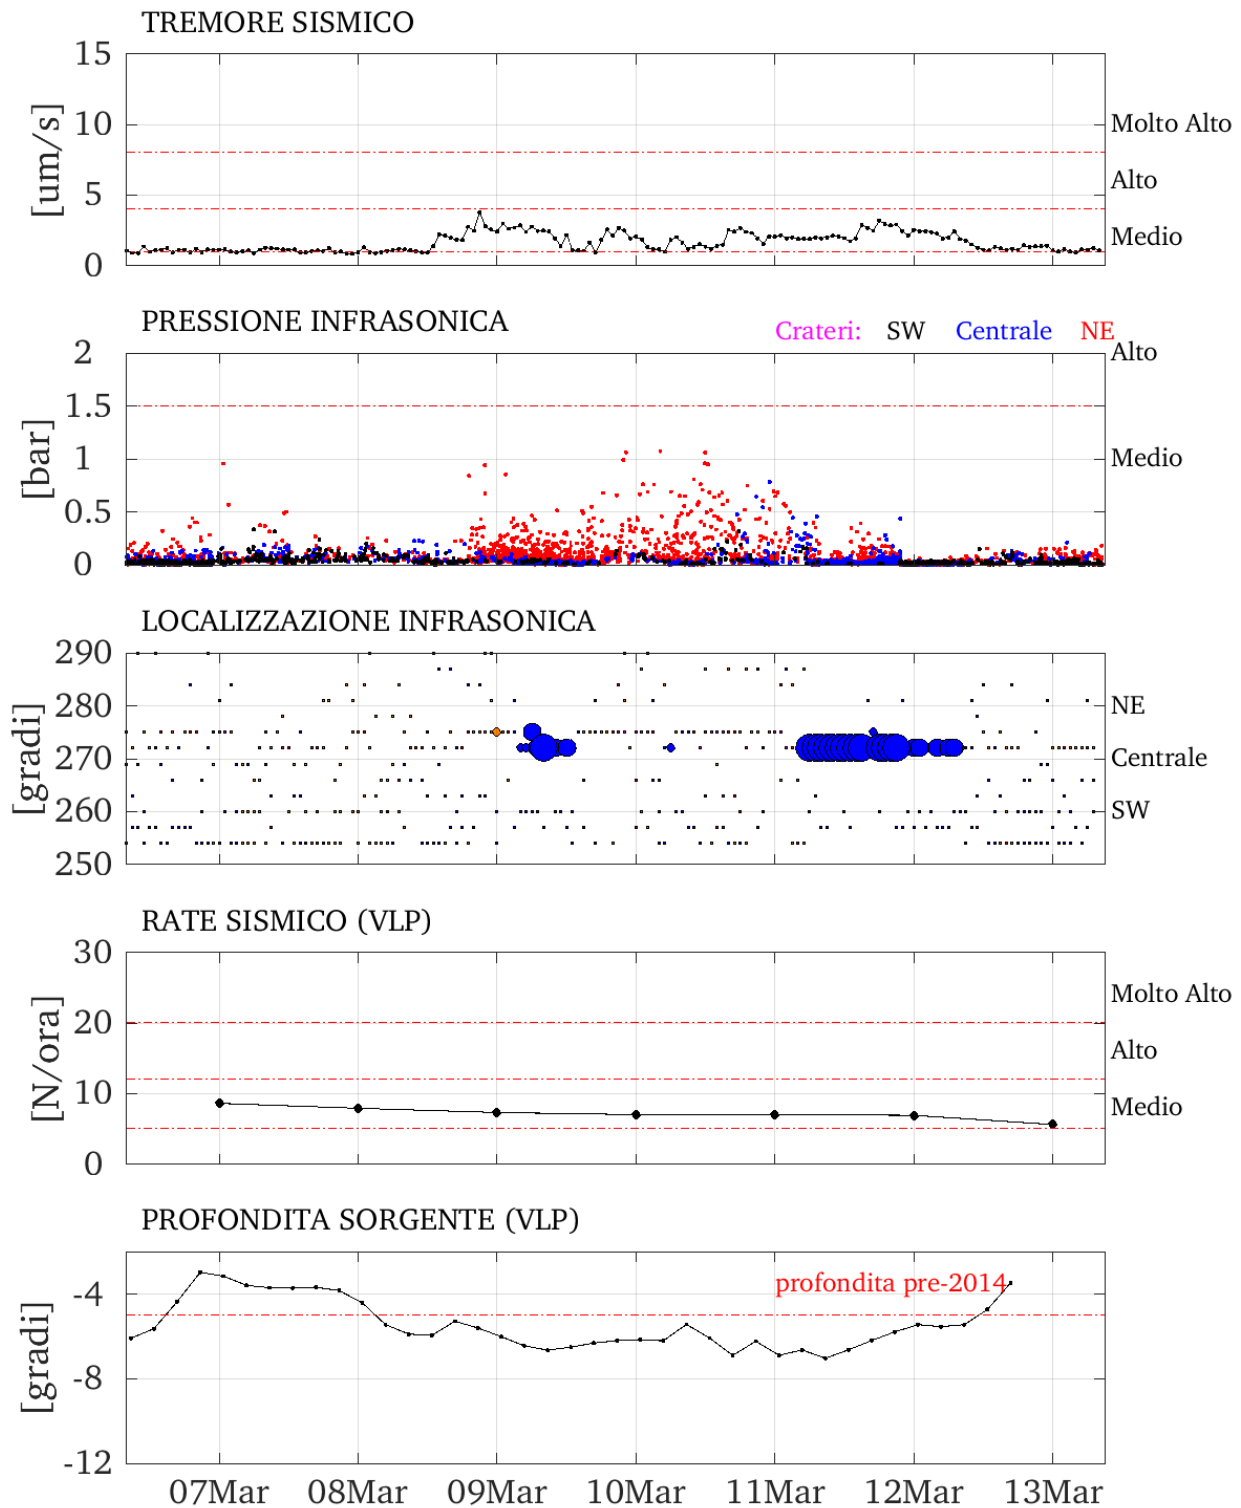 TREMORE SISMICO
15
10
5
0
[um/s]
Molto Alto
Alto
Medio
PRESSIONE INFRASONICA
Crateri: SW Centrale NE
2
1.5
1
0.5
0
[bar]
Alto
Medio
LOCALIZZAZIONE INFRASONICA
290
280
270
260
250
[gradi]
NE
Centrale
SW
RATE SISMICO (VLP)
30
20
10
0
[N/ora]
Molto Alto
Alto
Medio
PROFONDITA SORGENTE (VLP)
profondita pre-2014
-4
-8
-12
[gradi]
07Mar 08Mar 09Mar 10Mar 11Mar 12Mar 13Mar